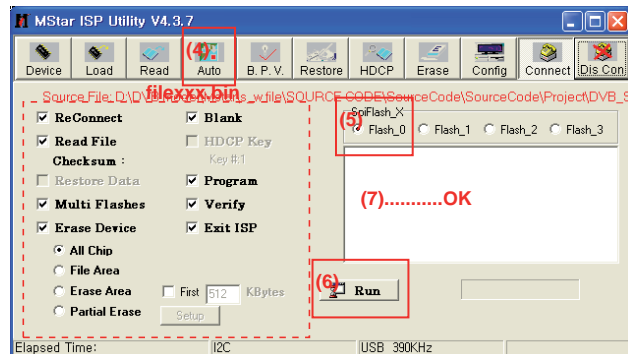 MStar ISP Utility V4.3.7
(4)
Device Load Read Auto B. P. V. Restore HDCP Erase Config Connect Dis Con
filexxx.bin
ReConnect Blank
(5) SpiFlash_X
Flash_0 Flash_1 Flash_2 Flash_3
Read File HDCP Key
Checksum : Key #:1
Restore Data Program
Multi Flashes Verify
(7)...........OK
Erase Device Exit ISP
All Chip
File Area
(6)
Erase Area First 512 KBytes
Run
Partial Erase Setup
Elapsed Time: I2C USB 390KHz